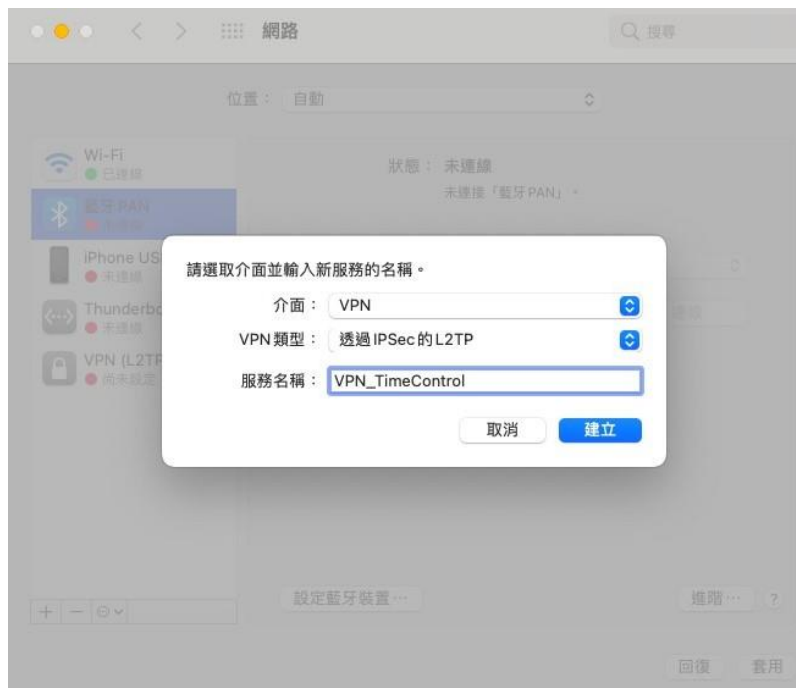 網路
搜尋
位置： 自動
Wi-Fi
已連線
狀態： 未連線
未連接「藍牙 PAN」。
藍牙 PAN
未連線
iPhone US
未連線
Thunderbo
未連線
VPN (L2TP
尚未設定
請選取介面並輸入新服務的名稱。
介面： VPN
VPN 類型： 透過 IPSec 的 L2TP
服務名稱： VPN_TimeControl
取消 建立
設定藍牙裝置⋯
進階⋯ ?
回復 套用